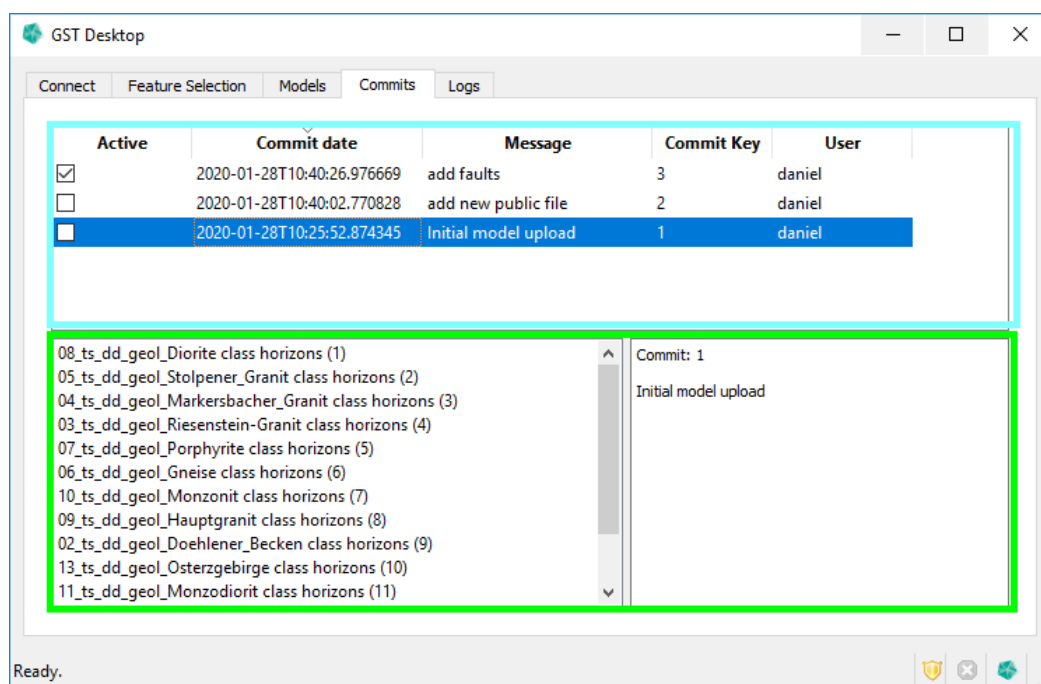 GST Desktop
Connect Feature Selection Models Commits Logs
Active Commit date Message Commit Key User
2020-01-28T10:40:26.976669 add faults 3 daniel
2020-01-28T10:40:02.770828 add new public file 2 daniel
2020-01-28T10:25:52.874345 Initial model upload 1 daniel
08_ts_dd_geol_Diorite class horizons (1)
05_ts_dd_geol_Stolpener_Granit class horizons (2)
04_ts_dd_geol_Markersbacher_Granit class horizons (3)
03_ts_dd_geol_Riesenstein-Granit class horizons (4)
07_ts_dd_geol_Porphyrite class horizons (5)
06_ts_dd_geol_Gneise class horizons (6)
10_ts_dd_geol_Monzonit class horizons (7)
09_ts_dd_geol_Hauptgranit class horizons (8)
02_ts_dd_geol_Doehlener_Becken class horizons (9)
13_ts_dd_geol_Osterzgebirge class horizons (10)
11_ts_dd_geol_Monzodiorit class horizons (11)
Commit: 1
Initial model upload
Ready.